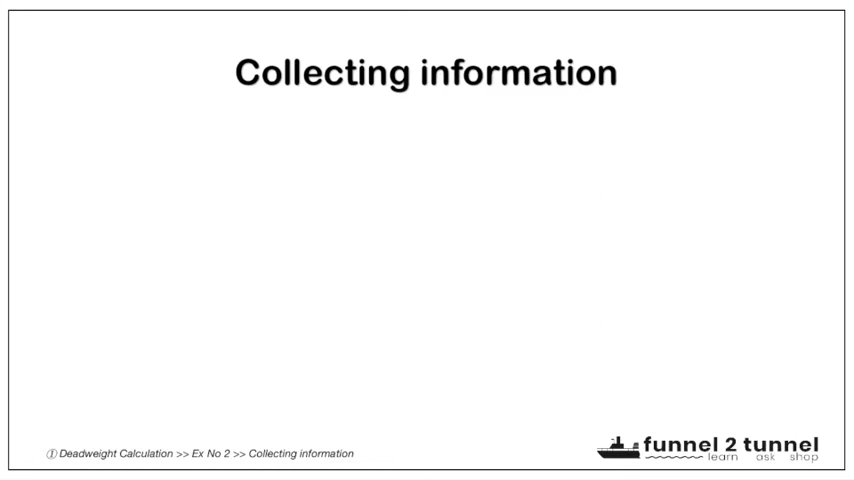 Collecting information
① Deadweight Calculation >> Ex No 2 >> Collecting information
funnel 2 tunnel
learn ask shop